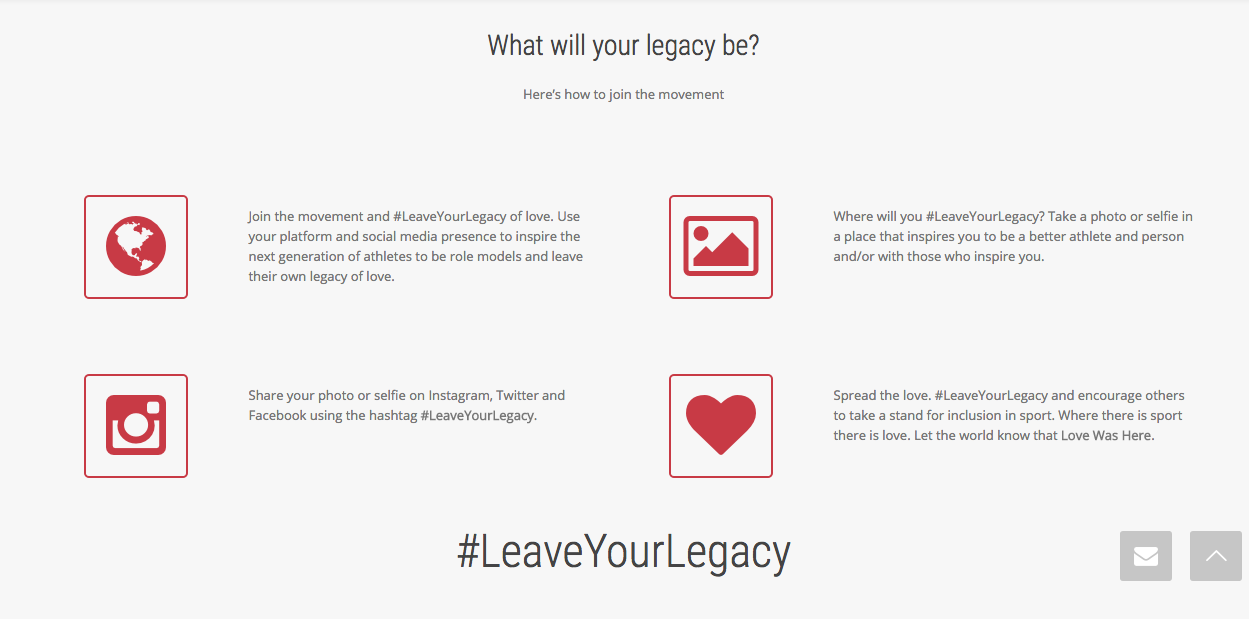 What will your legacy be?
Here's how to join the movement
Join the movement and #LeaveYourLegacy of love. Use
your platform and social media presence to inspire the
next generation of athletes to be role models and leave
their own legacy of love.
Where will you #LeaveYourLegacy? Take a photo or selfie in
a place that inspires you to be a better athlete and person
and/or with those who inspire you.
Share your photo or selfie on Instagram, Twitter and
Facebook using the hashtag #LeaveYourLegacy.
Spread the love. #LeaveYourLegacy and encourage others
to take a stand for inclusion in sport. Where there is sport
there is love. Let the world know that Love Was Here.
#LeaveYourLegacy